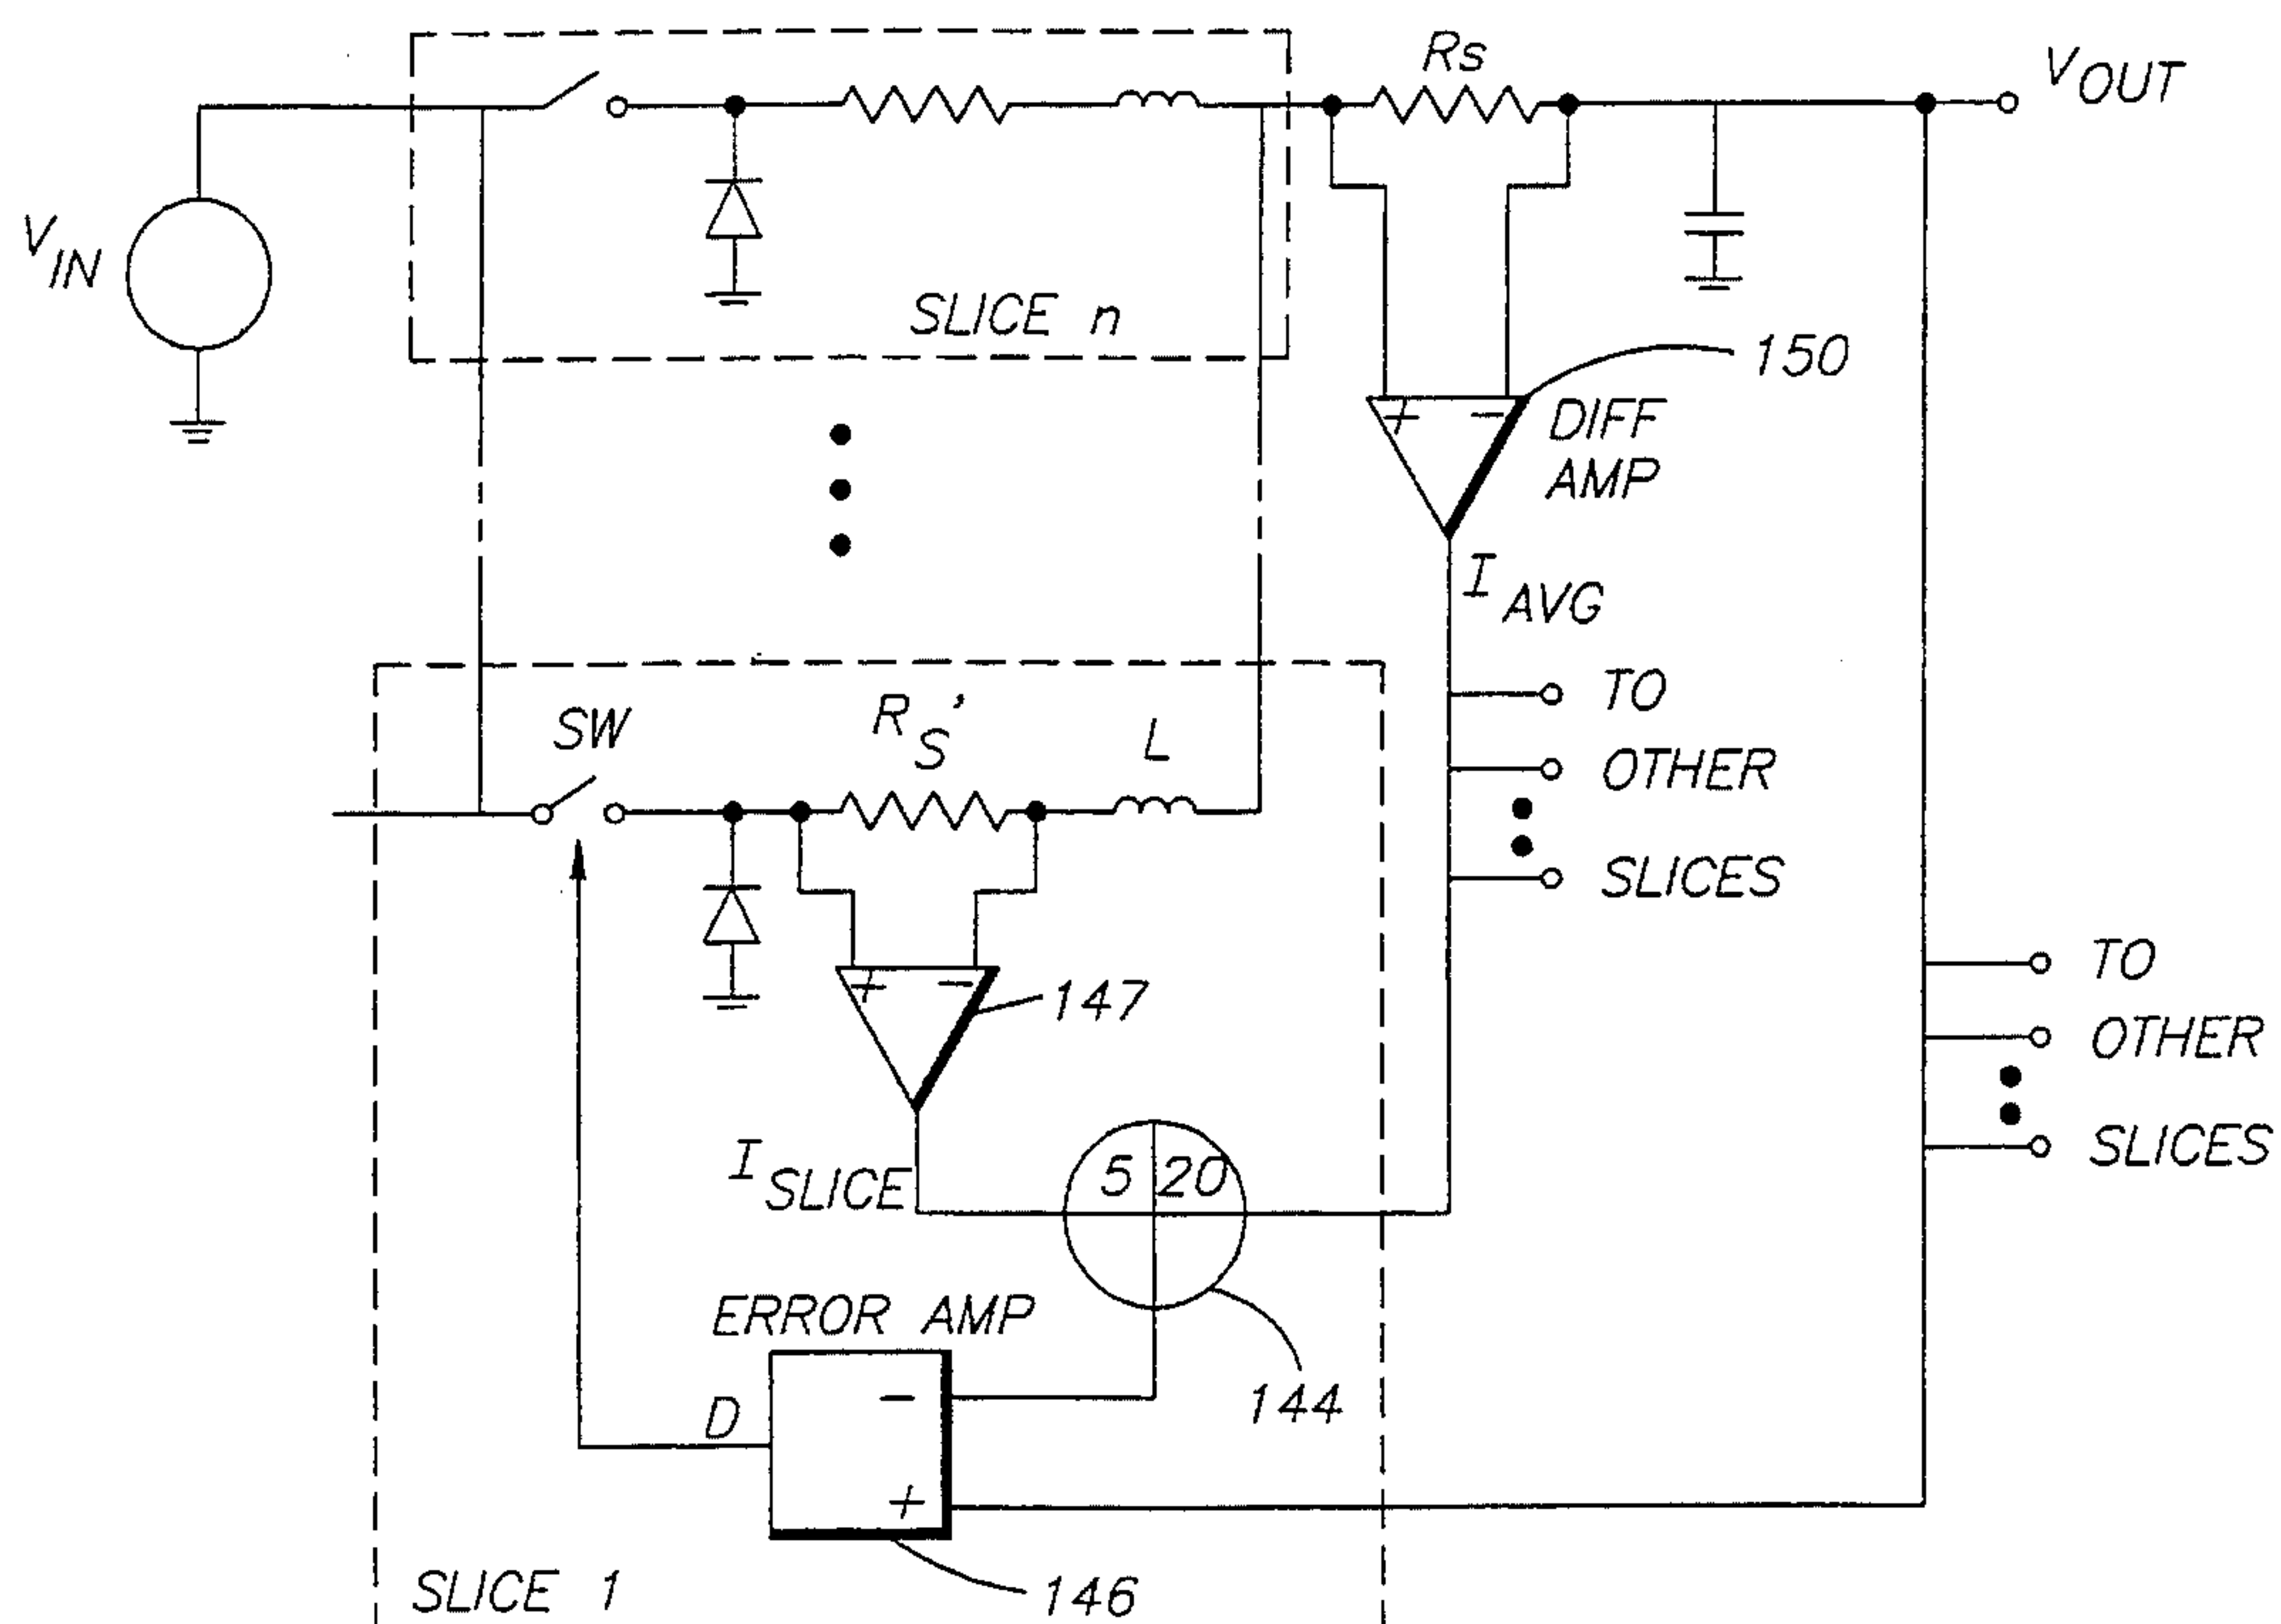 Rs
VOUT
VIN
SLICE n
150
+ -
DIFF
AMP
IAVG
TO
OTHER
SLICES
SW
RS'
L
+ -
147
TO
OTHER
SLICES
ISLICE
5 20
ERROR AMP
D
-
+
144
SLICE 1
146